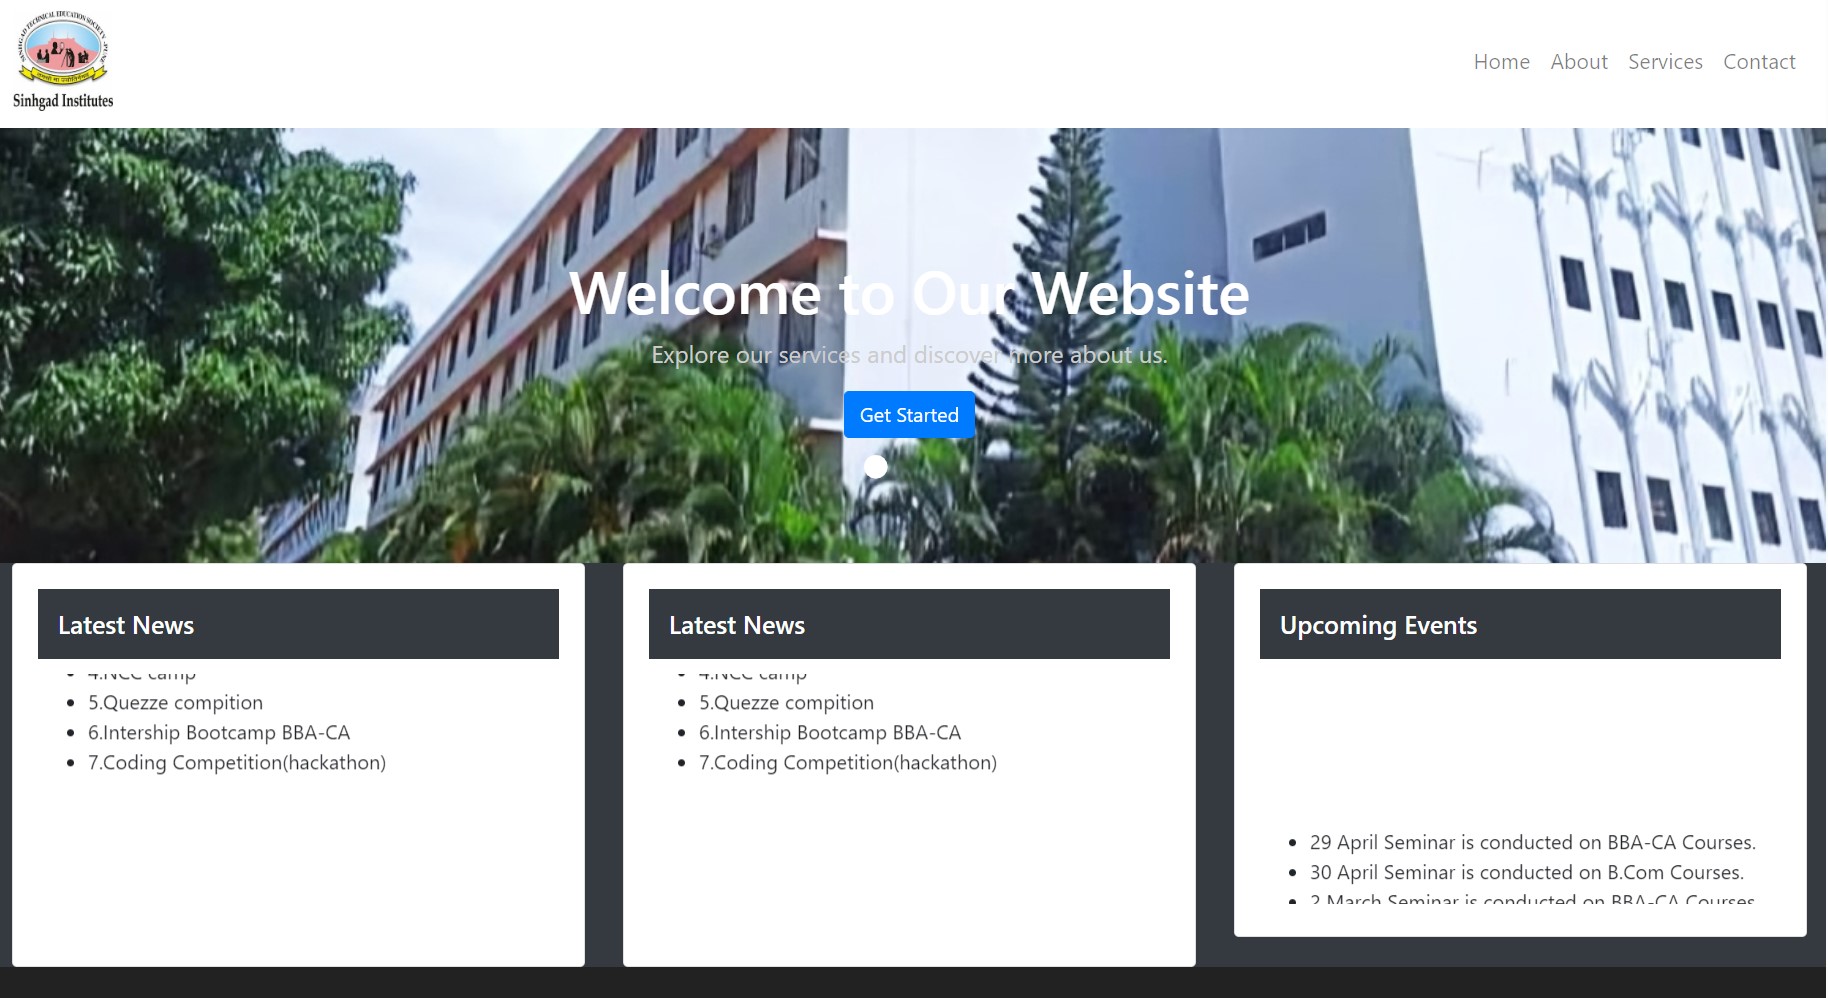 SINHGAD TECHNICAL EDUCATION SOCIETY
Sinhgad Institutes
Home About Services Contact
Welcome to Our Website
Explore our services and discover more about us.
Get Started
Latest News
4.NCC camp
5.Quezze compition
6.Intership Bootcamp BBA-CA
7.Coding Competition(hackathon)
Latest News
4.NCC camp
5.Quezze compition
6.Intership Bootcamp BBA-CA
7.Coding Competition(hackathon)
Upcoming Events
29 April Seminar is conducted on BBA-CA Courses.
30 April Seminar is conducted on B.Com Courses.
2 March Seminar is conducted on BBA-CA Courses